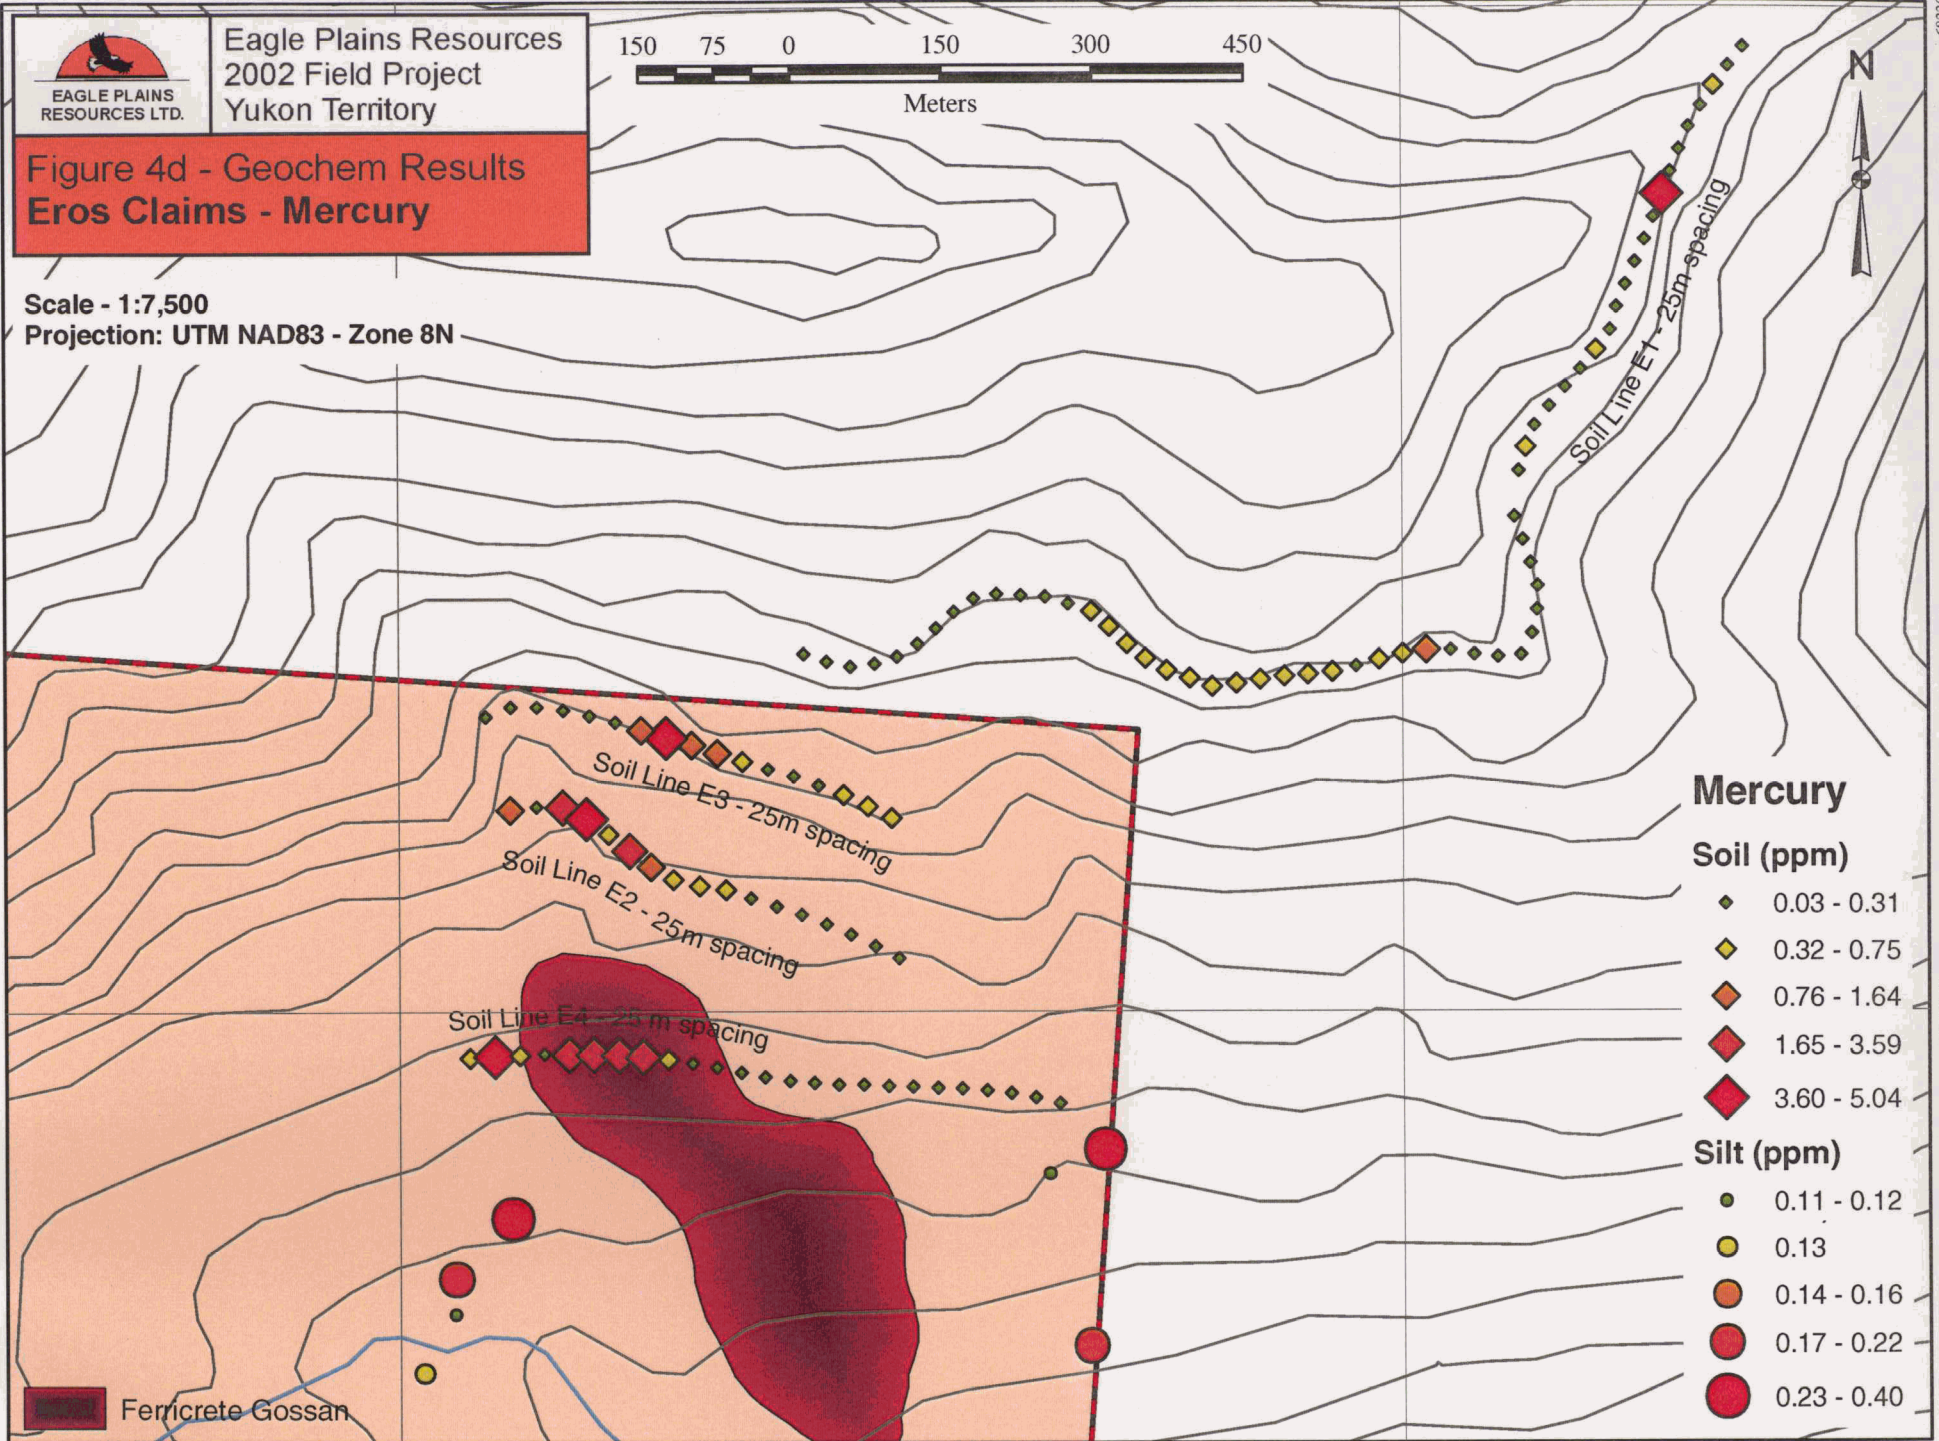 EAGLE PLAINS
RESOURCES LTD.
Eagle Plains Resources
2002 Field Project
Yukon Territory
Figure 4d - Geochem Results
Eros Claims - Mercury
Scale - 1:7,500
Projection: UTM NAD83 - Zone 8N
150 75 0 150 300 450
Meters
N
Soil Line E1 - 25m spacing
Soil Line E3 - 25m spacing
Soil Line E2 - 25m spacing
Soil Line E4 - 25 m spacing
Mercury
Soil (ppm)
0.03 - 0.31
0.32 - 0.75
0.76 - 1.64
1.65 - 3.59
3.60 - 5.04
Silt (ppm)
0.11 - 0.12
0.13
0.14 - 0.16
0.17 - 0.22
0.23 - 0.40
Ferricrete Gossan